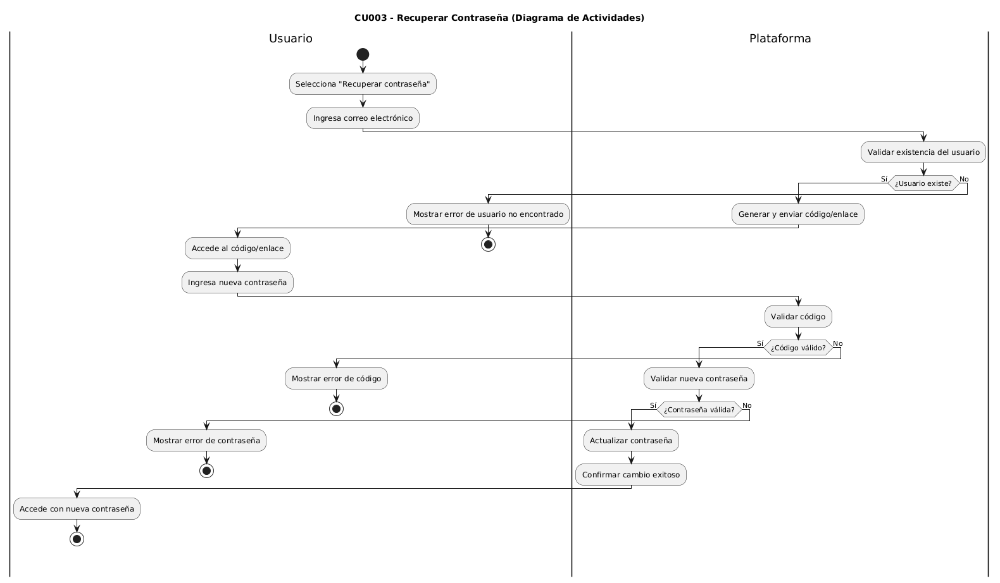 CU003 - Recuperar Contraseña (Diagrama de Actividades)
Usuario
Plataforma
Selecciona "Recuperar contraseña"
Ingresa correo electrónico
Validar existencia del usuario
Sí
¿Usuario existe?
No
Mostrar error de usuario no encontrado
Generar y enviar código/enlace
Accede al código/enlace
Ingresa nueva contraseña
Validar código
Sí
¿Código válido?
No
Mostrar error de código
Validar nueva contraseña
Sí
¿Contraseña válida?
No
Mostrar error de contraseña
Actualizar contraseña
Confirmar cambio exitoso
Accede con nueva contraseña